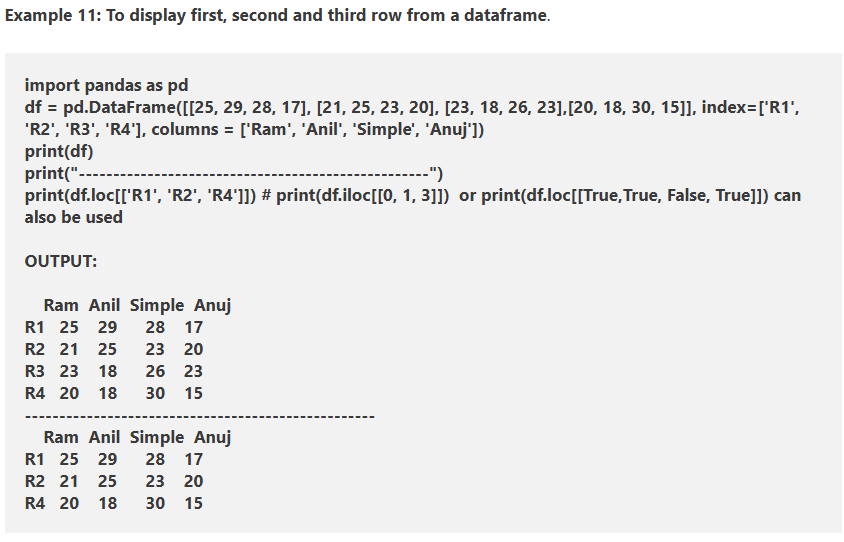 Example 11: To display first, second and third row from a dataframe.
import pandas as pd
df = pd.DataFrame([[25, 29, 28, 17], [21, 25, 23, 20], [23, 18, 26, 23],[20, 18, 30, 15]], index=['R1',
'R2', 'R3', 'R4'], columns = ['Ram', 'Anil', 'Simple', 'Anuj'])
print(df)
print("---------------------------------------------------")
print(df.loc[['R1', 'R2', 'R4']]) # print(df.iloc[[0, 1, 3]])  or print(df.loc[[True,True, False, True]]) can
also be used
OUTPUT:
Ram Anil Simple Anuj
R1 25 29 28 17
R2 21 25 23 20
R3 23 18 26 23
R4 20 18 30 15
---------------------------------------------------
Ram Anil Simple Anuj
R1 25 29 28 17
R2 21 25 23 20
R4 20 18 30 15